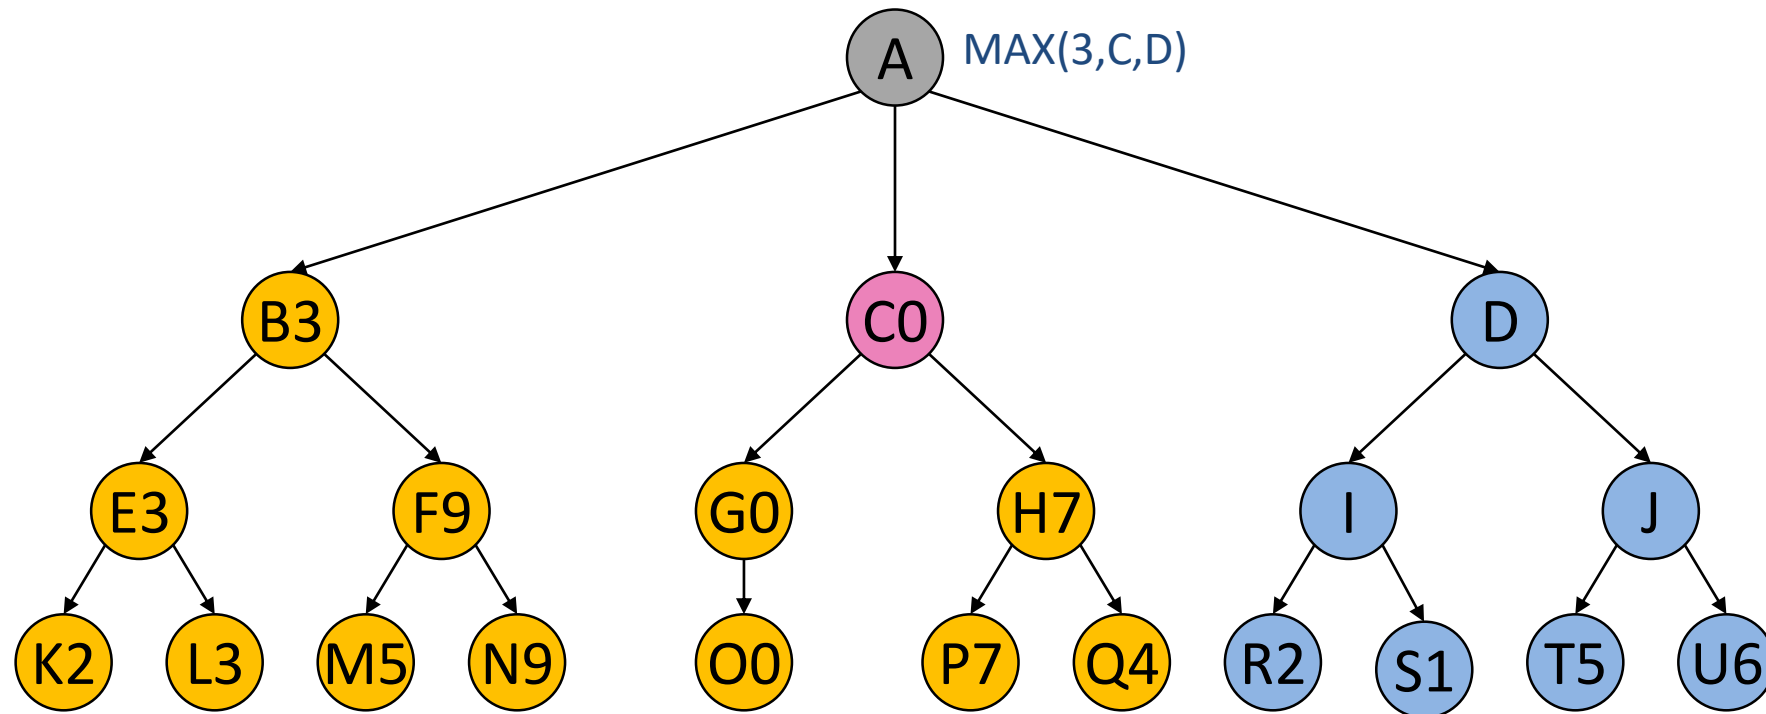 A MAX(3,C,D)
B3 C0 D
E3 F9 G0 H7 I J
K2 L3 M5 N9 O0 P7 Q4 R2 S1 T5 U6